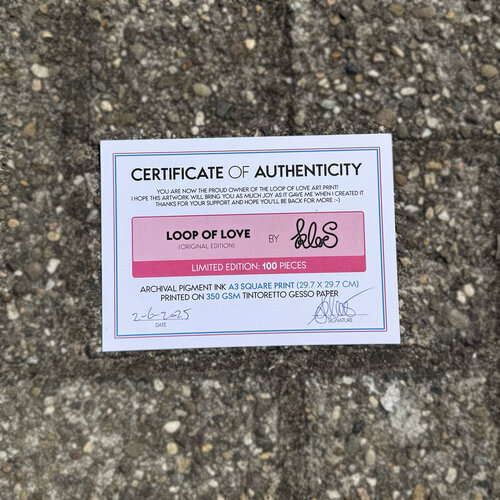 CERTIFICATE OF AUTHENTICITY
YOU ARE NOW THE PROUD OWNER OF THE LOOP OF LOVE ART PRINT!
I HOPE THIS ARTWORK WILL BRING YOU AS MUCH JOY AS IT GAVE ME WHEN I CREATED IT
THANKS FOR YOUR SUPPORT AND HOPE YOU'LL BE BACK FOR MORE :-)
LOOP OF LOVE BY
(ORIGINAL EDITION)
LIMITED EDITION: 100 PIECES
ARCHIVAL PIGMENT INK A3 SQUARE PRINT (29.7 X 29.7 CM)
PRINTED ON 350 GSM TINTORETTO GESSO PAPER
2-6-2025
DATE
SIGNATURE